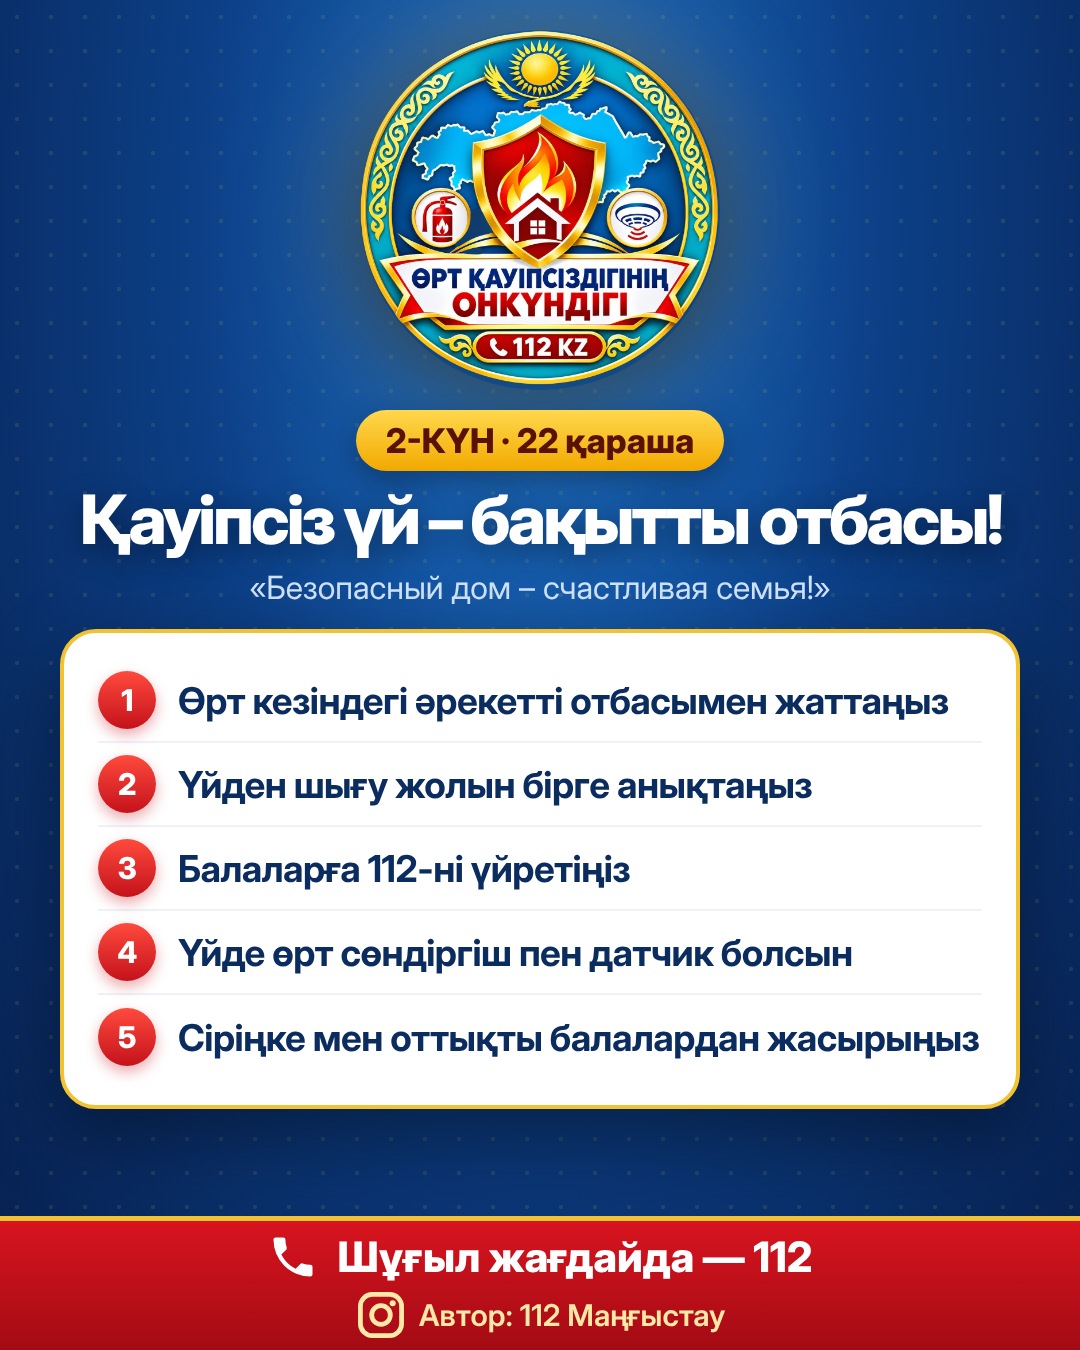 ӨРТ ҚАУІПСІЗДІГІНІҢ
ОНКҮНДІГІ
112 KZ
2-КҮН · 22 қараша
Қауіпсіз үй – бақытты отбасы!
«Безопасный дом – счастливая семья!»
1 Өрт кезіндегі әрекетті отбасымен жаттаңыз
2 Үйден шығу жолын бірге анықтаңыз
3 Балаларға 112-ні үйретіңіз
4 Үйде өрт сөндіргіш пен датчик болсын
5 Сіріңке мен оттықты балалардан жасырыңыз
Шұғыл жағдайда — 112
Автор: 112 Маңғыстау